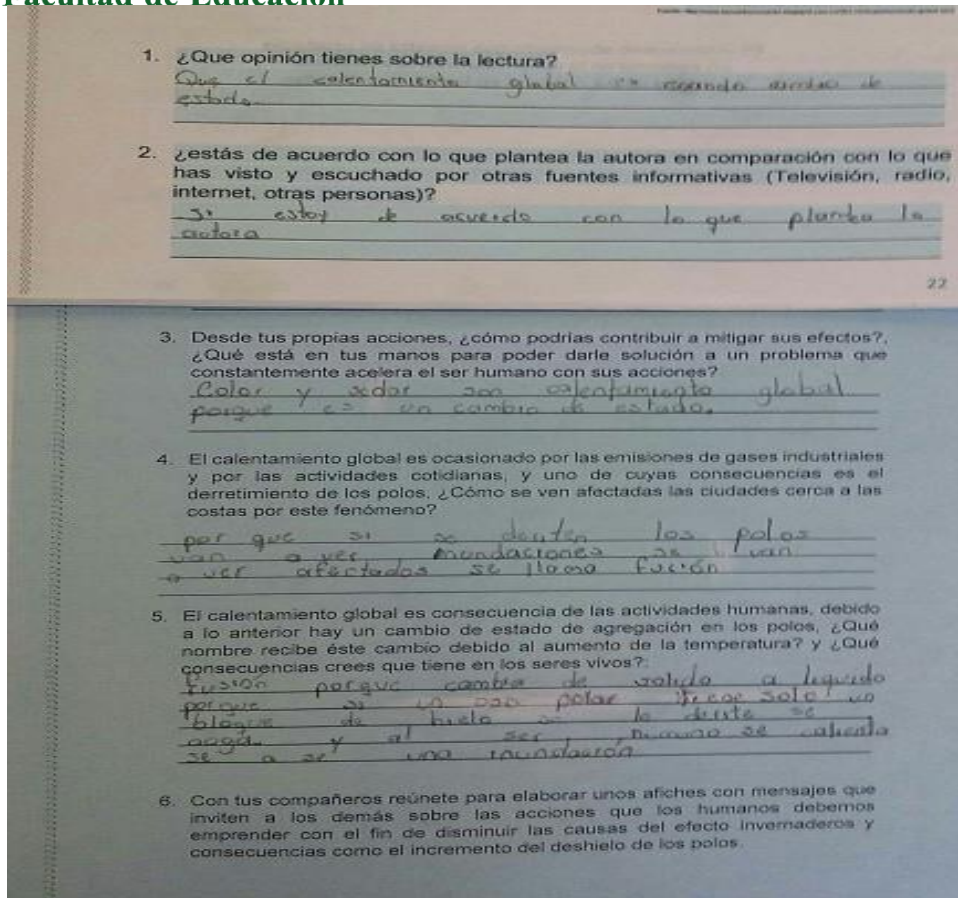 Facultad de Educación
1. ¿Que opinión tienes sobre la lectura?
Que el calentamiento global es cuando de
estado
2. ¿estás de acuerdo con lo que plantea la autora en comparación con lo que
has visto y escuchado por otras fuentes informativas (Televisión, radio,
internet, otras personas)?
Si estoy de acuerdo con lo que plantea la
autora
22
3. Desde tus propias acciones, ¿cómo podrías contribuir a mitigar sus efectos?,
¿Qué está en tus manos para poder darle solución a un problema que
constantemente acelera el ser humano con sus acciones?
Color y son calentamiento global
porque es un cambio de estado.
4. El calentamiento global es ocasionado por las emisiones de gases industriales
y por las actividades cotidianas, y uno de cuyas consecuencias es el
derretimiento de los polos, ¿Cómo se ven afectadas las ciudades cerca a las
costas por este fenómeno?
por que si se los polos
van a ver inundaciones se van
a ver afectados se llama
5. El calentamiento global es consecuencia de las actividades húmanas, debido
a lo anterior hay un cambio de estado de agregación en los polos, ¿Qué
nombre recibe éste cambio debido al aumento de la temperatura? y ¿Qué
consecuencias crees que tiene en los seres vivos?:
fusión porque cambia de solido a
porque si un oso polar tiene solo un
bloque de hielo se lo se
y al ser humano se calienta
se a una inundación
6. Con tus compañeros reúnete para elaborar unos afiches con mensajes que
inviten a los demás sobre las acciones que los humanos debemos
emprender con el fin de disminuir las causas del efecto invernaderos y
consecuencias como el incremento del deshielo de los polos.